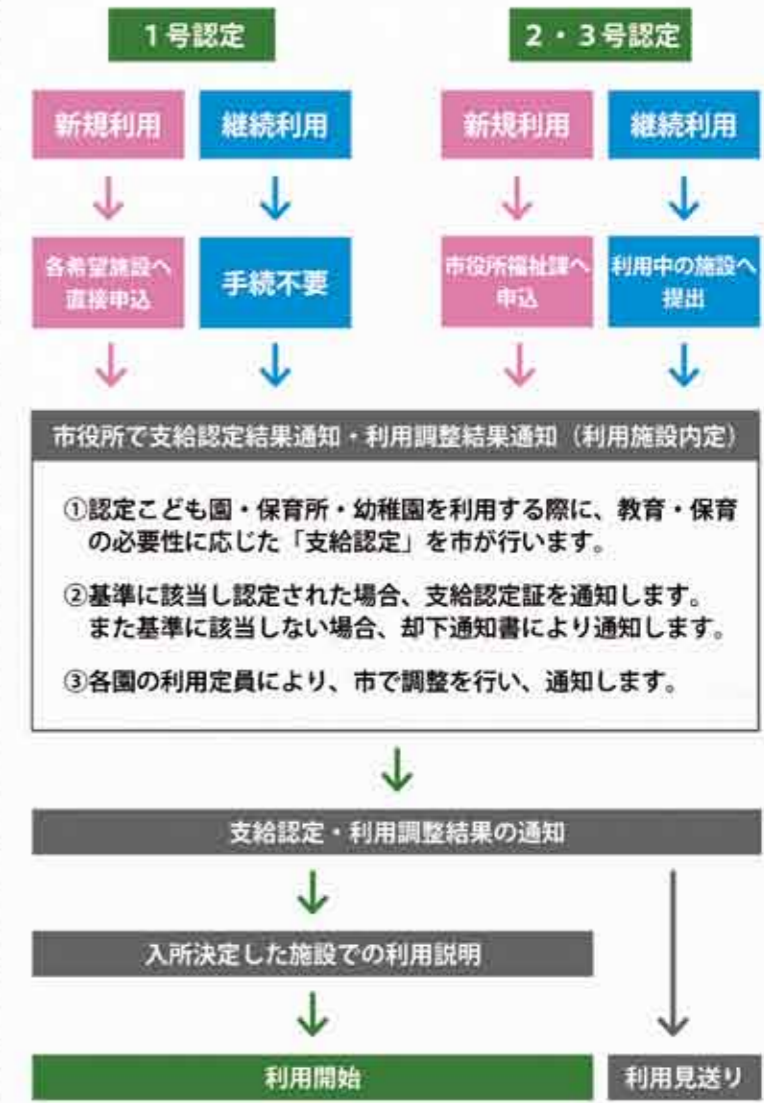 1号認定
2・3号認定
新規利用
継続利用
新規利用
継続利用
各希望施設へ
直接申込
手続不要
市役所福祉課へ
申込
利用中の施設へ
提出
市役所で支給認定結果通知・利用調整結果通知（利用施設内定）
①認定こども園・保育所・幼稚園を利用する際に、教育・保育
の必要性に応じた「支給認定」を市が行います。
②基準に該当し認定された場合、支給認定証を通知します。
また基準に該当しない場合、却下通知書により通知します。
③各園の利用定員により、市で調整を行い、通知します。
支給認定・利用調整結果の通知
入所決定した施設での利用説明
利用開始
利用見送り